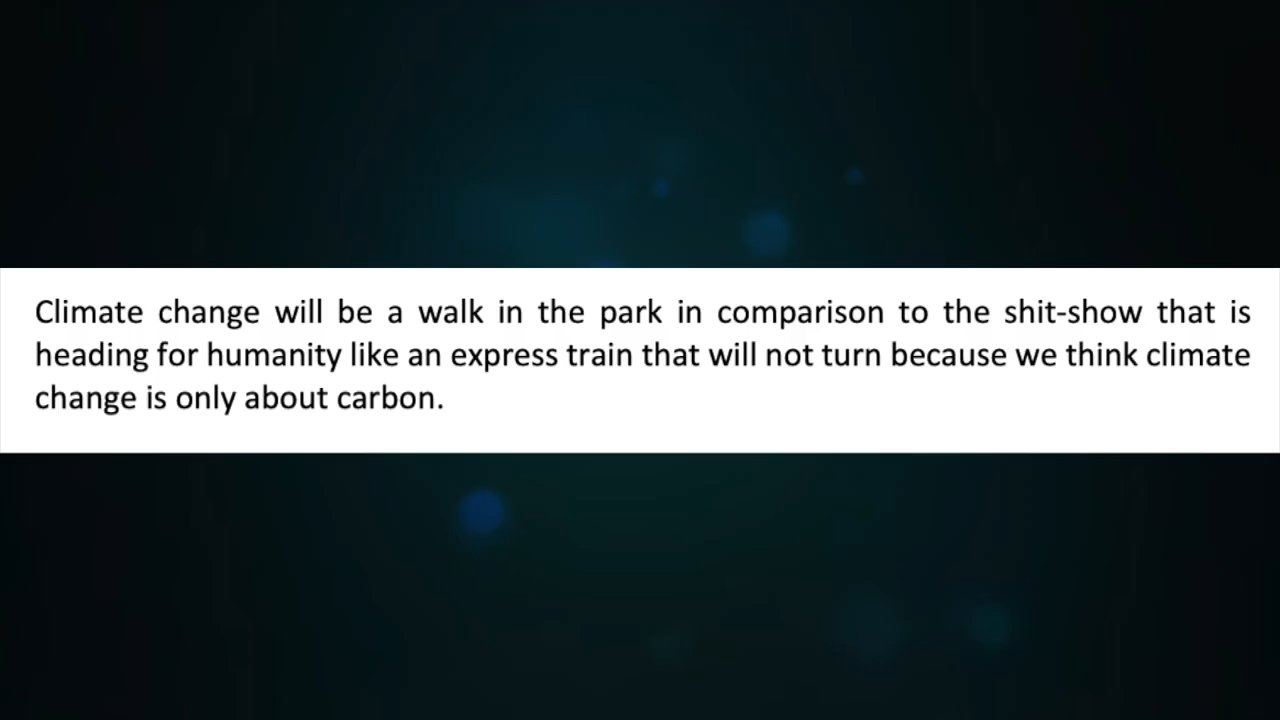 Climate change will be a walk in the park in comparison to the shit-show that is
heading for humanity like an express train that will not turn because we think climate
change is only about carbon.